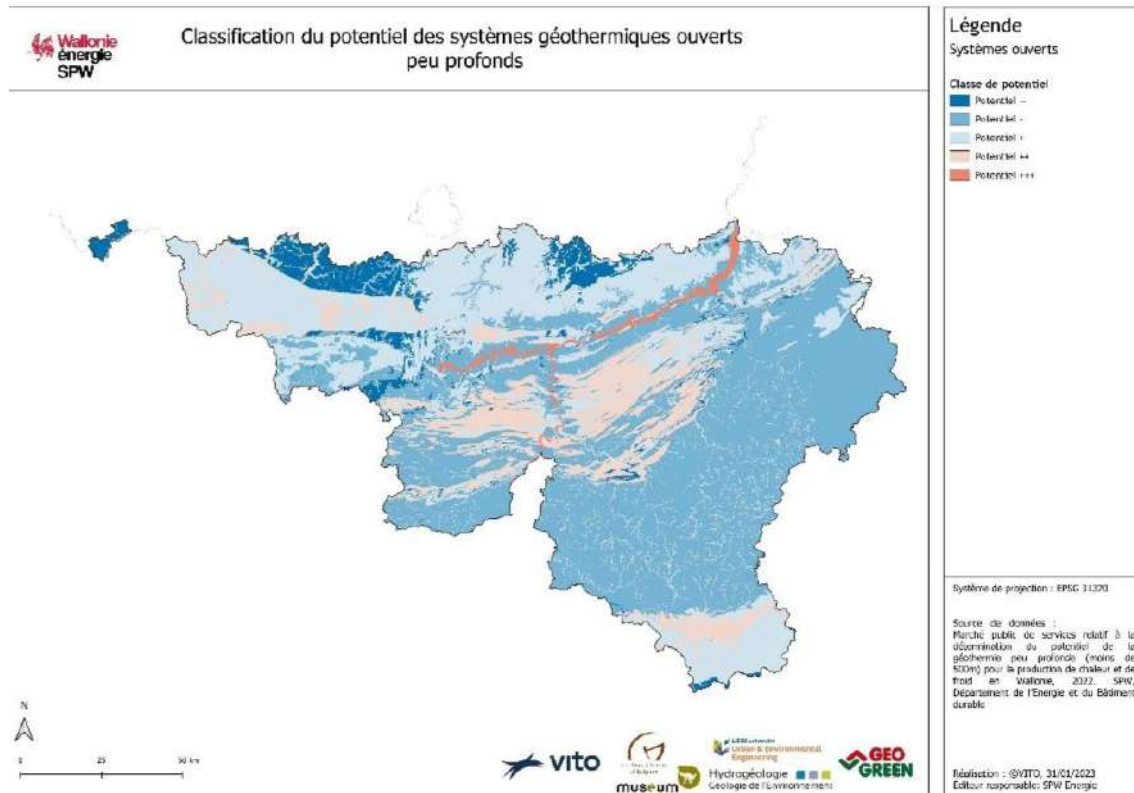 Wallonie
énergie
SPW
Classification du potentiel des systèmes géothermiques ouverts
peu profonds
Légende
Systèmes ouverts
Classe de potentiel
Potentiel --
Potentiel -
Potentiel +
Potentiel ++
Potentiel +++
Système de projection : EPSG 31370
Source de données :
Marché public de services relatif à la
détermination du potentiel de la
géothermie peu profonde (moins de
500m) pour la production de chaleur et de
froid en Wallonie, 2022. SPW,
Département de l'Energie et du Bâtiment
durable
Réalisation : @VITO, 31/01/2023
Editeur responsable: SPW Energie
N
0 25 50 km
vito
museum
Urban & Environmental
Engineering
Hydrogéologie
Géologie de l'Environnement
GEO
GREEN